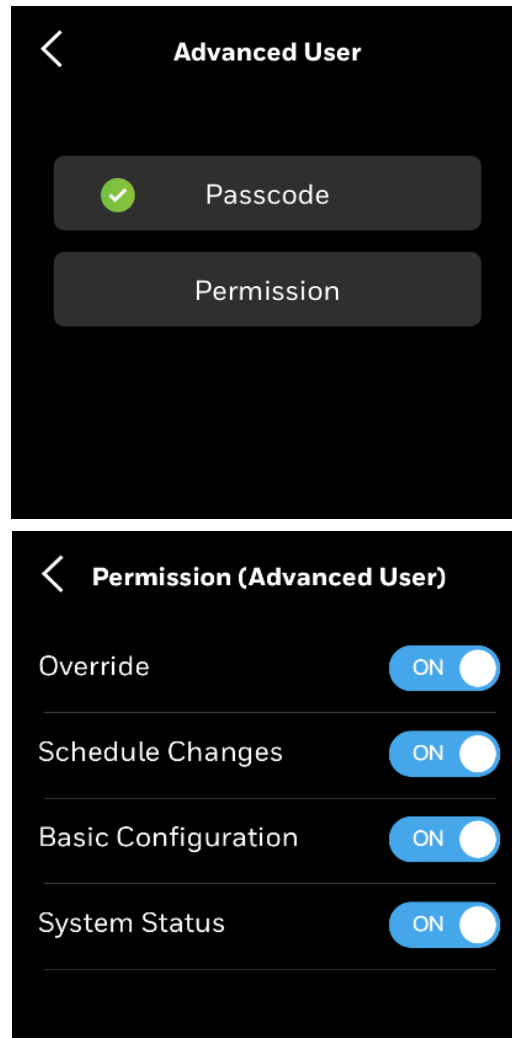 Advanced User
Passcode
Permission
Permission (Advanced User)
Override ON
Schedule Changes ON
Basic Configuration ON
System Status ON